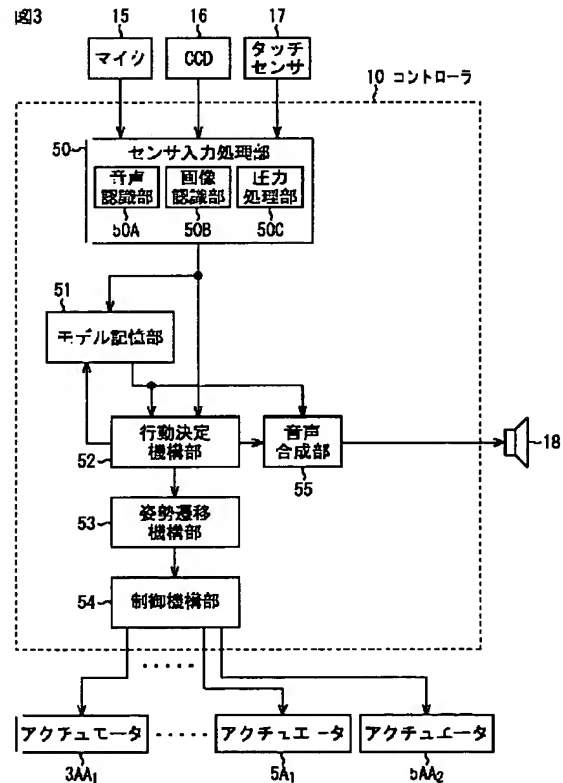 図3
15
16
17
マイク
CCD
タッチ
センサ
10 コントローラ
50
センサ入力処理部
音声
認識部
画像
認識部
圧力
処理部
50A
50B
50C
51
モデル記憶部
行動決定
機構部
52
音声
合成部
55
18
姿勢遷移
機構部
53
制御機構部
54
・・・・・
アクチュエータ
・・・・・
アクチュエータ
アクチュエータ
3AA₁
5A₁
5AA₂